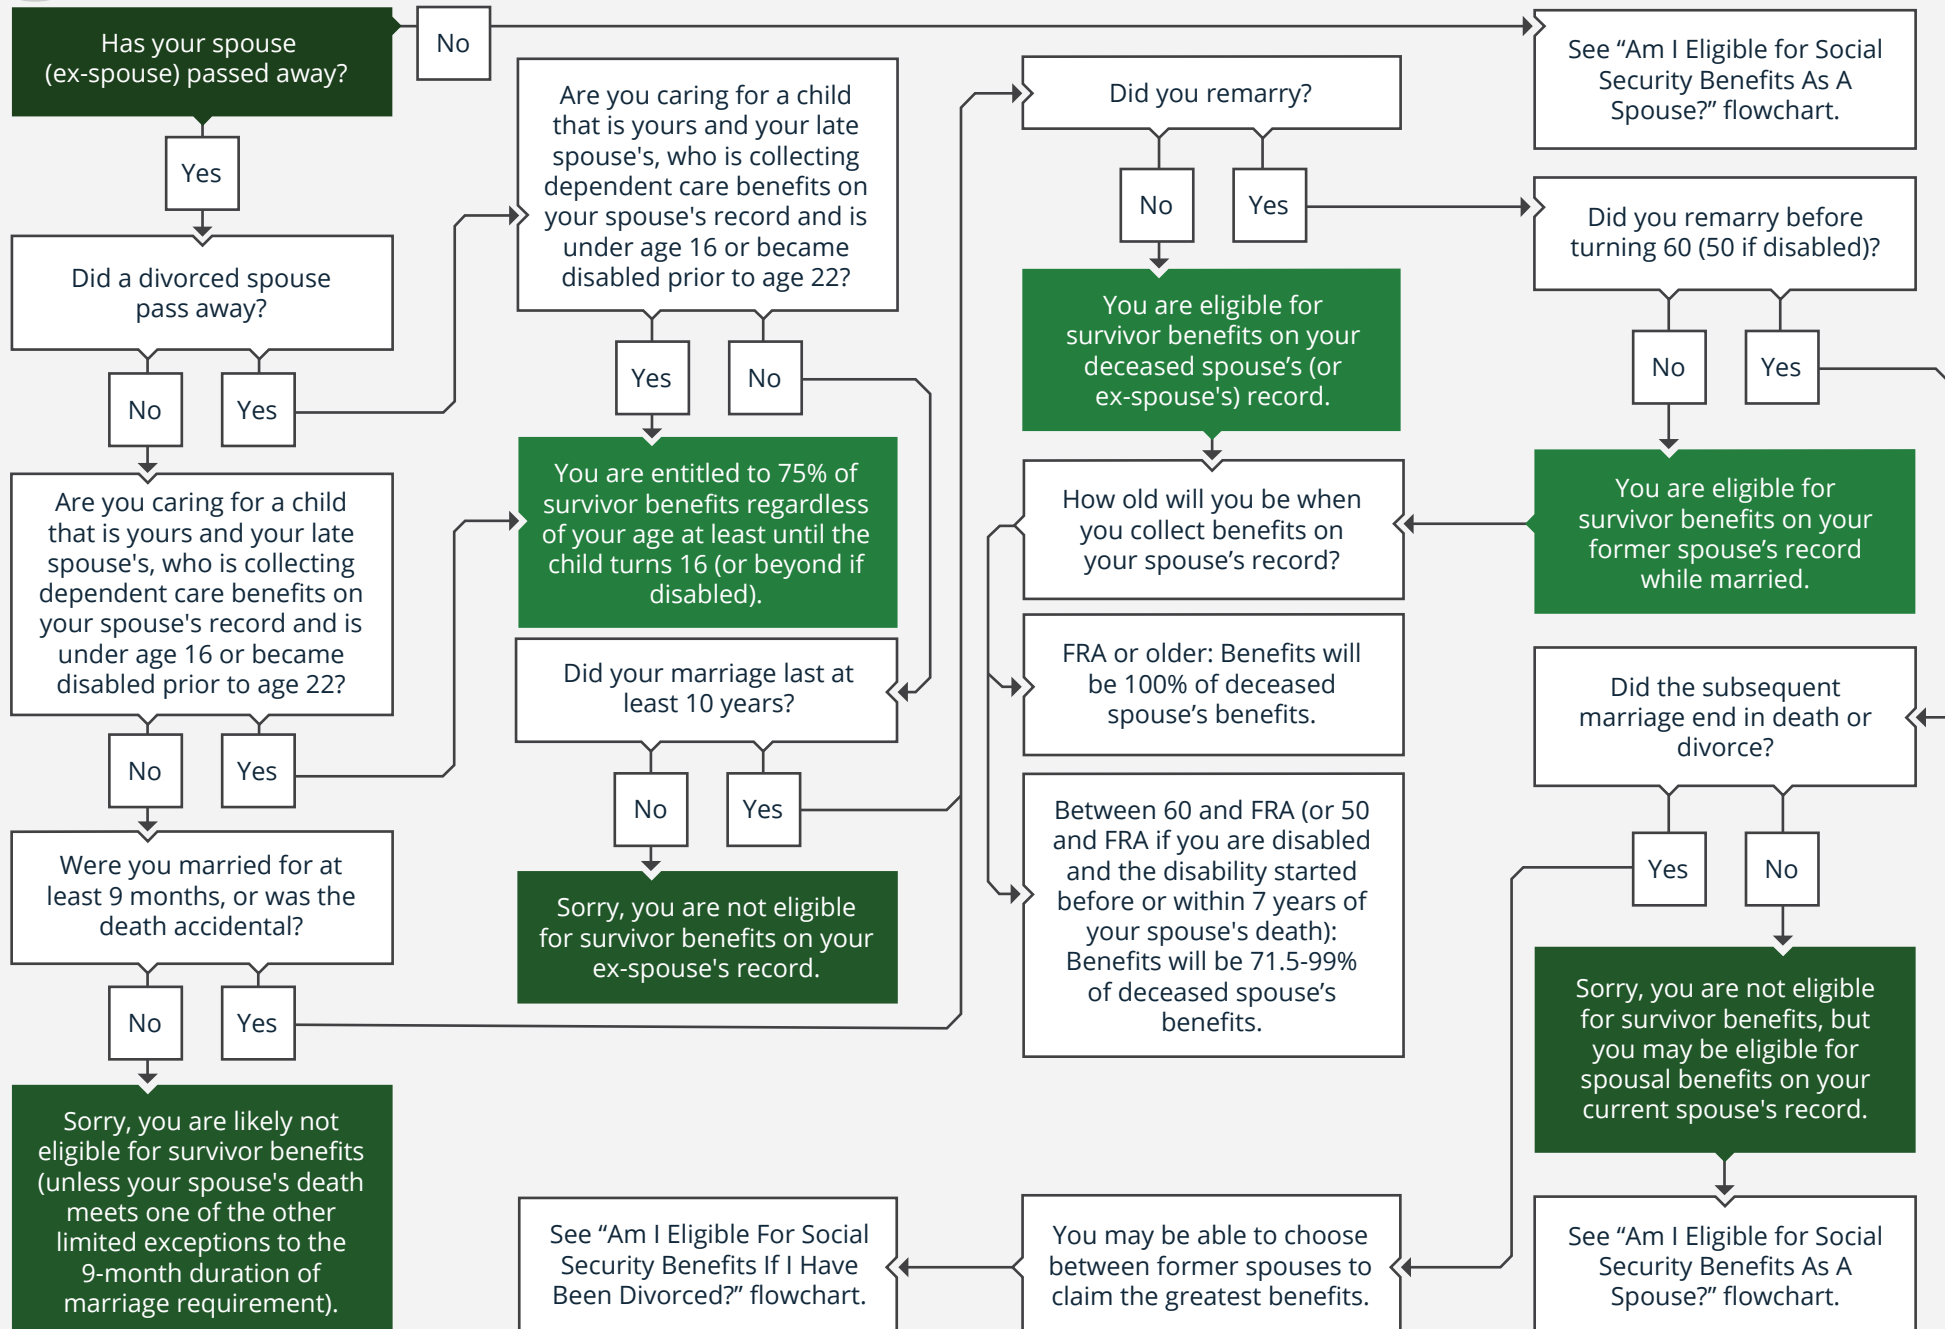 Has your spouse
(ex-spouse) passed away?
No
Yes
Did a divorced spouse
pass away?
No
Yes
Are you caring for a child
that is yours and your late
spouse's, who is collecting
dependent care benefits on
your spouse's record and is
under age 16 or became
disabled prior to age 22?
No
Yes
Were you married for at
least 9 months, or was the
death accidental?
No
Yes
Sorry, you are likely not
eligible for survivor benefits
(unless your spouse's death
meets one of the other
limited exceptions to the
9-month duration of
marriage requirement).
Are you caring for a child
that is yours and your late
spouse's, who is collecting
dependent care benefits on
your spouse's record and is
under age 16 or became
disabled prior to age 22?
Yes
No
You are entitled to 75% of
survivor benefits regardless
of your age at least until the
child turns 16 (or beyond if
disabled).
Did your marriage last at
least 10 years?
No
Yes
Sorry, you are not eligible
for survivor benefits on your
ex-spouse's record.
See “Am I Eligible For Social
Security Benefits If I Have
Been Divorced?” flowchart.
Did you remarry?
No
Yes
You are eligible for
survivor benefits on your
deceased spouse’s (or
ex-spouse's) record.
How old will you be when
you collect benefits on
your spouse’s record?
FRA or older: Benefits will
be 100% of deceased
spouse’s benefits.
Between 60 and FRA (or 50
and FRA if you are disabled
and the disability started
before or within 7 years of
your spouse's death):
Benefits will be 71.5-99%
of deceased spouse’s
benefits.
You may be able to choose
between former spouses to
claim the greatest benefits.
See “Am I Eligible for Social
Security Benefits As A
Spouse?” flowchart.
Did you remarry before
turning 60 (50 if disabled)?
No
Yes
You are eligible for
survivor benefits on your
former spouse’s record
while married.
Did the subsequent
marriage end in death or
divorce?
Yes
No
Sorry, you are not eligible
for survivor benefits, but
you may be eligible for
spousal benefits on your
current spouse's record.
See “Am I Eligible for Social
Security Benefits As A
Spouse?” flowchart.